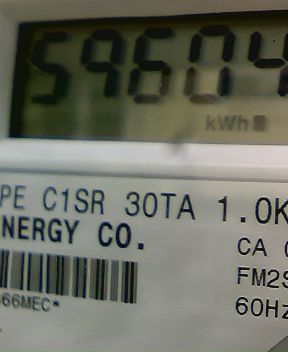 59604
kWh
PE C1SR 30TA 1.0K
NERGY CO.
CA
FM2S
60Hz
66MEC*